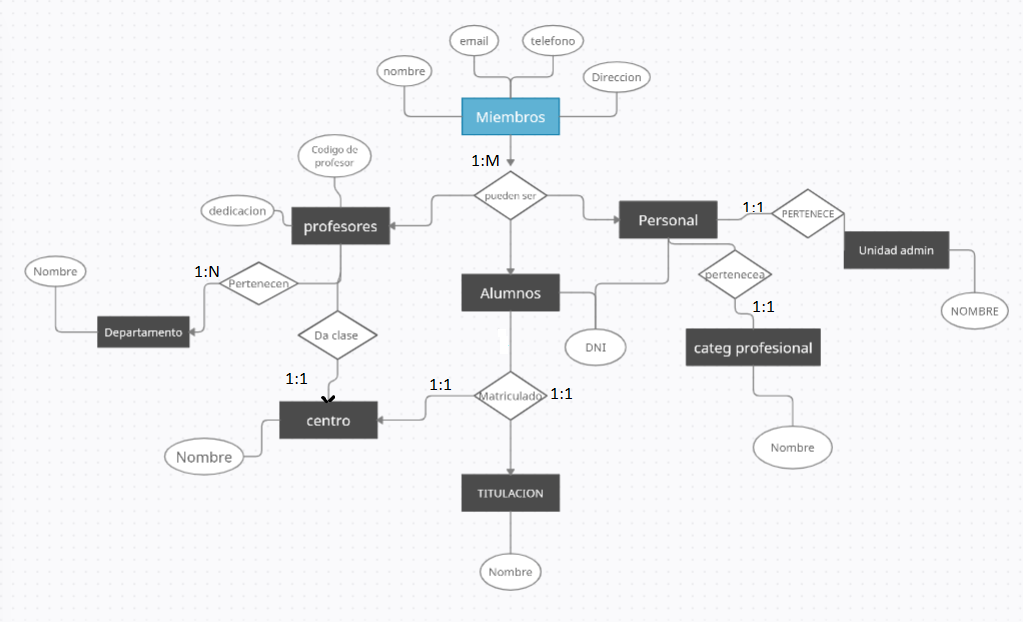 email
telefono
nombre
Direccion
Miembros
Codigo de
profesor
1:M
pueden ser
dedicacion
profesores
Personal
1:1
PERTENECE
Unidad admin
Nombre
1:N
Pertenecen
Alumnos
pertenecea
1:1
NOMBRE
Departamento
Da clase
DNI
categ profesional
1:1
1:1
Matriculado
1:1
centro
Nombre
Nombre
TITULACION
Nombre